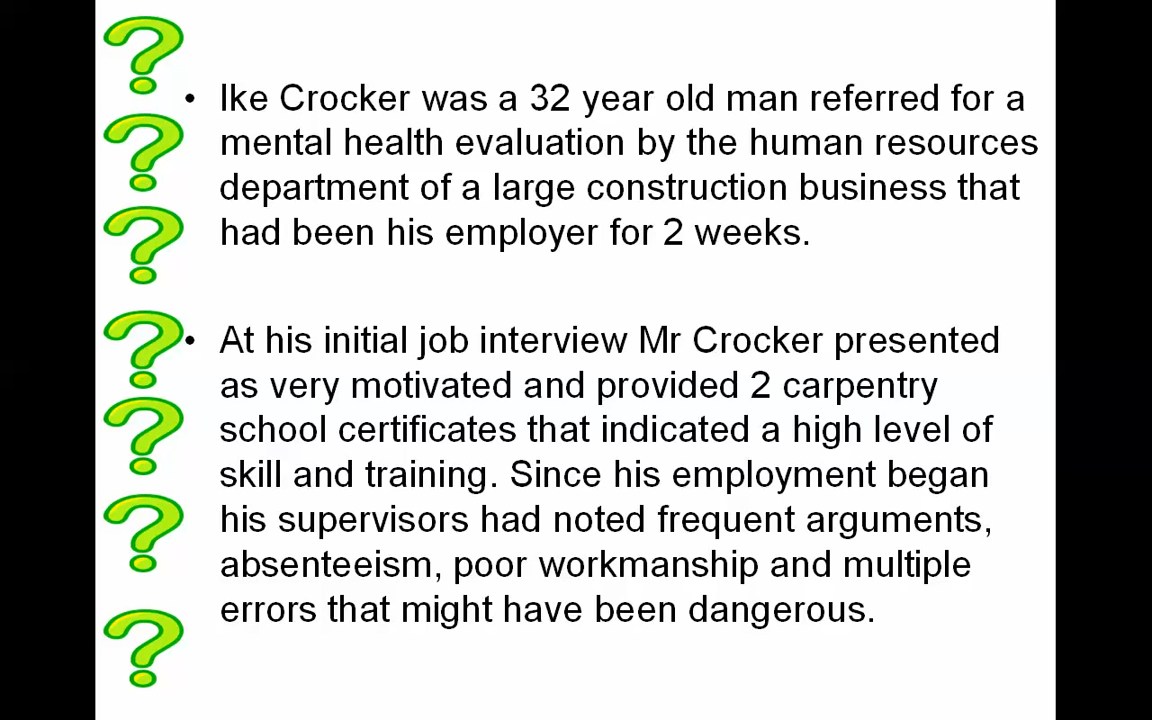 • Ike Crocker was a 32 year old man referred for a
mental health evaluation by the human resources
department of a large construction business that
had been his employer for 2 weeks.
• At his initial job interview Mr Crocker presented
as very motivated and provided 2 carpentry
school certificates that indicated a high level of
skill and training. Since his employment began
his supervisors had noted frequent arguments,
absenteeism, poor workmanship and multiple
errors that might have been dangerous.